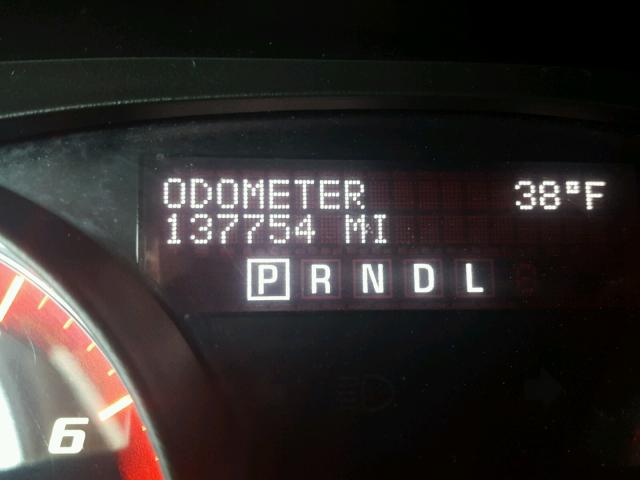 ODOMETER 38°F
137754 MI
P R N D L
6